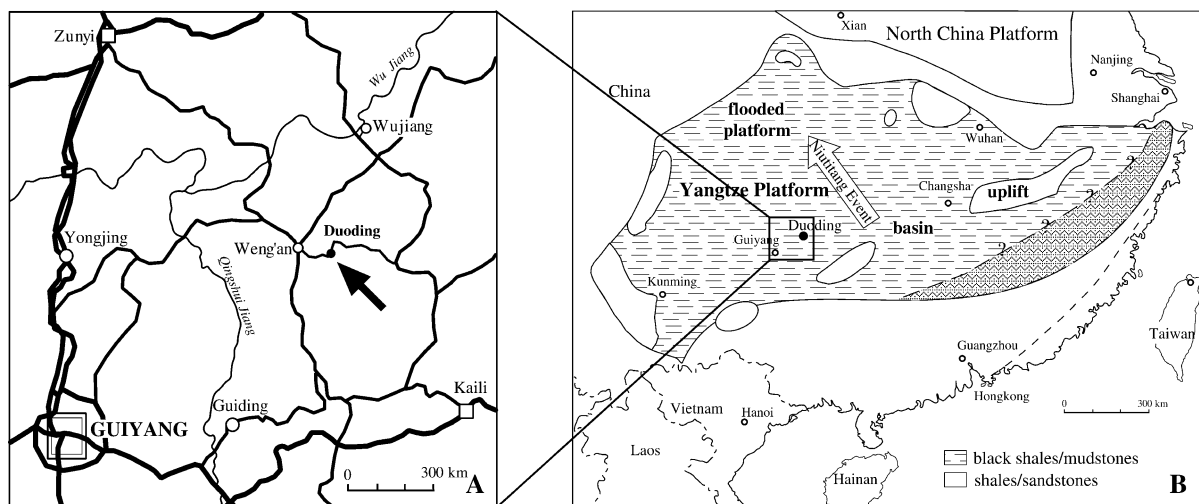 Zunyi
Wu Jiang
Wujiang
Yongjing
Weng'an
Duoding
Qingshui Jiang
Kaili
GUIYANG
Guiding
0 300 km
A
Xian
North China Platform
Nanjing
China
Shanghai
flooded
platform
Wuhan
Niutitang Event
Yangtze Platform
Changsha
uplift
?
?
?
?
Duoding
basin
Guiyang
Kunming
Guangzhou
Taiwan
Hongkong
0 300 km
Vietnam
Hanoi
Laos
Hainan
black shales/mudstones
shales/sandstones
B